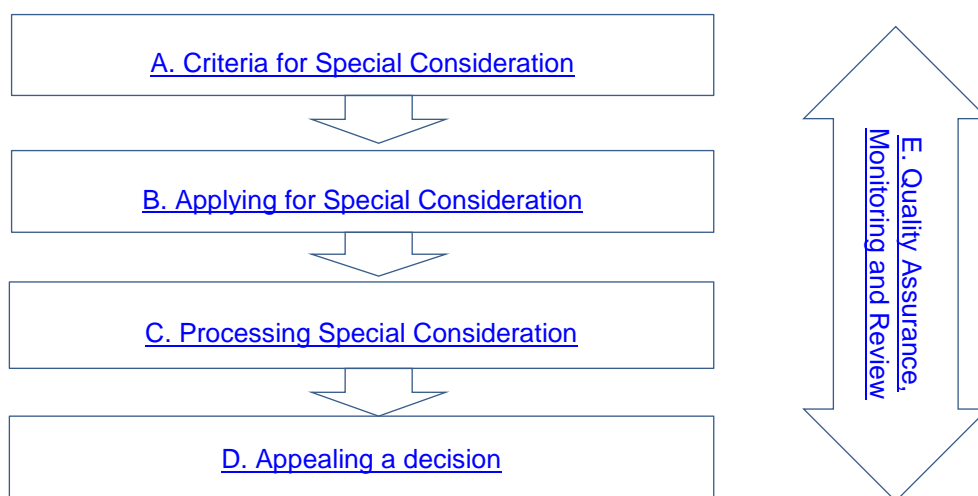 A. Criteria for Special Consideration
B. Applying for Special Consideration
C. Processing Special Consideration
D. Appealing a decision
E. Quality Assurance,
Monitoring and Review